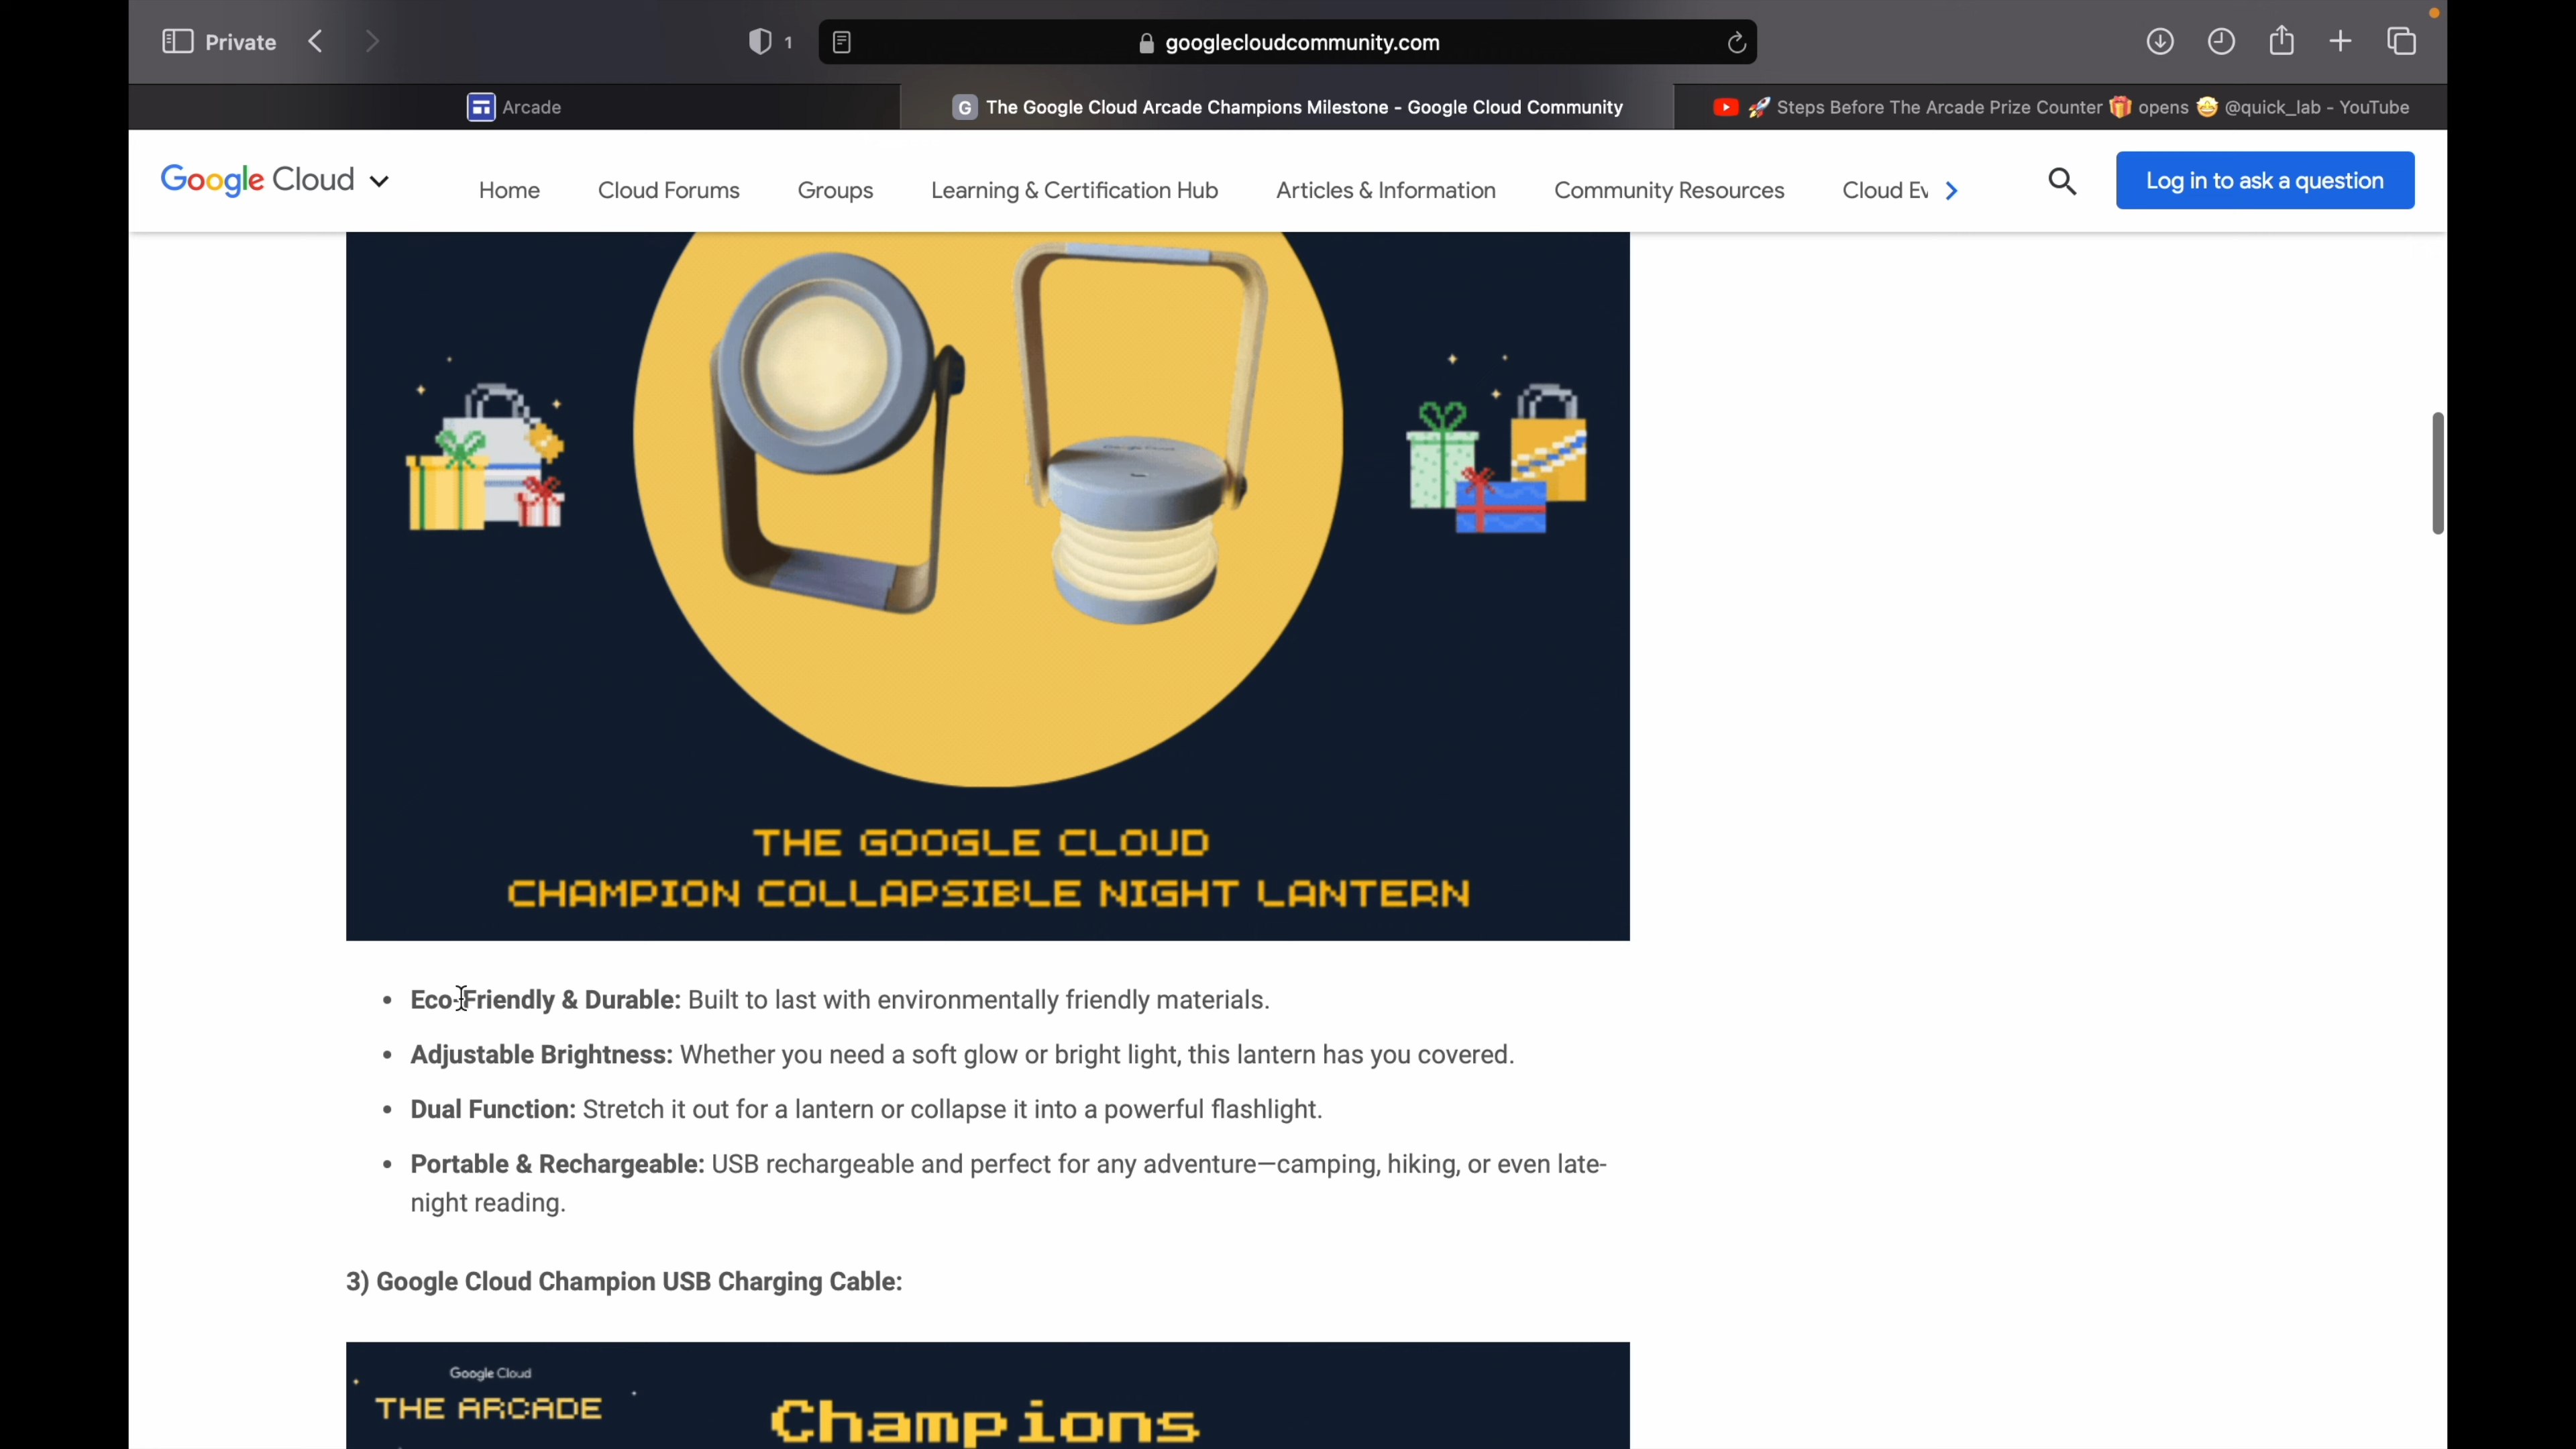 Private
1
googlecloudcommunity.com
Arcade
G The Google Cloud Arcade Champions Milestone - Google Cloud Community
🚀 Steps Before The Arcade Prize Counter 🎁 opens 🤩 @quick_lab - YouTube
Google Cloud
Home
Cloud Forums
Groups
Learning & Certification Hub
Articles & Information
Community Resources
Cloud Ev
Log in to ask a question
THE GOOGLE CLOUD
CHAMPION COLLAPSIBLE NIGHT LANTERN
• Eco-Friendly & Durable: Built to last with environmentally friendly materials.
• Adjustable Brightness: Whether you need a soft glow or bright light, this lantern has you covered.
• Dual Function: Stretch it out for a lantern or collapse it into a powerful flashlight.
• Portable & Rechargeable: USB rechargeable and perfect for any adventure—camping, hiking, or even late-
night reading.
3) Google Cloud Champion USB Charging Cable:
Google Cloud
THE ARCADE
Champions